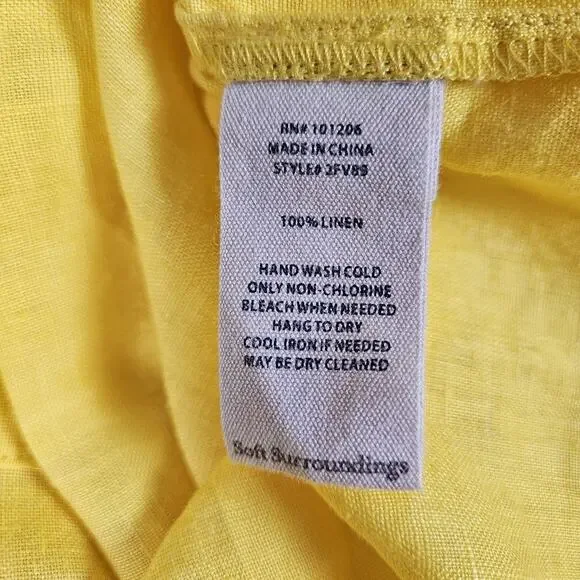 RN# 101206
MADE IN CHINA
STYLE# 2FV89
100% LINEN
HAND WASH COLD
ONLY NON-CHLORINE
BLEACH WHEN NEEDED
HANG TO DRY
COOL IRON IF NEEDED
MAY BE DRY CLEANED
Soft Surroundings